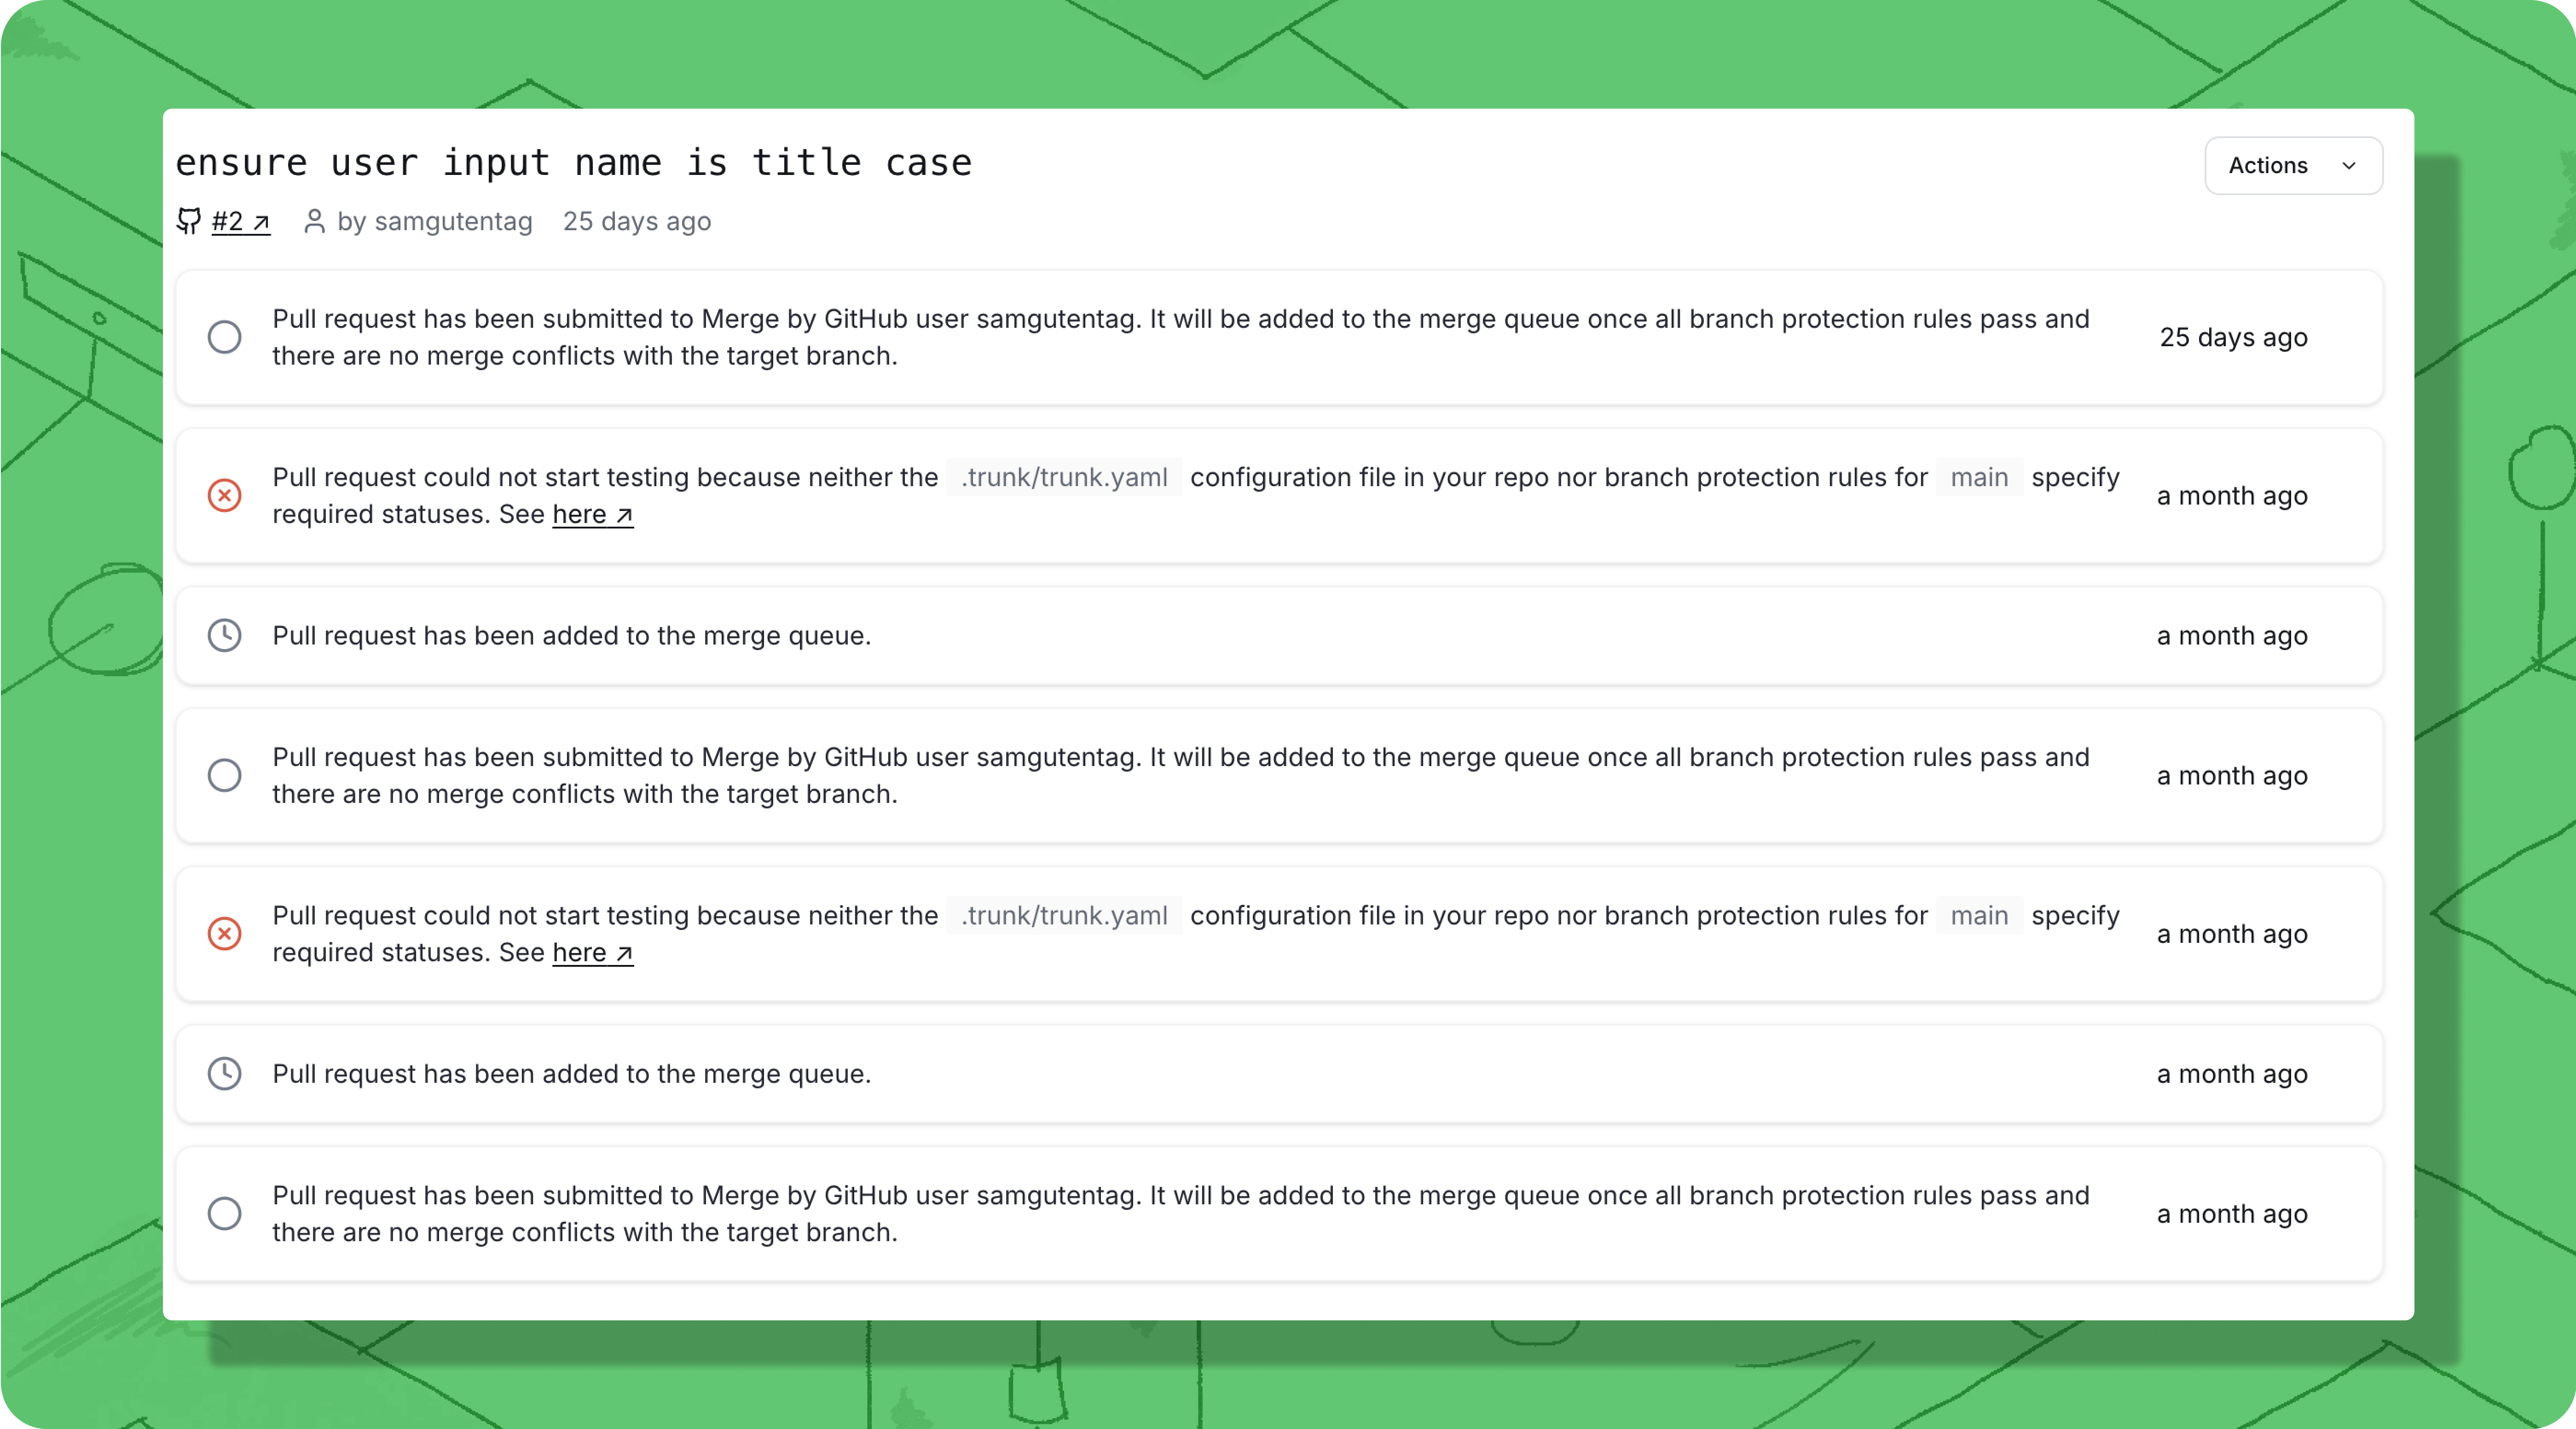 ensure user input name is title case
Actions
#2 ↗ by samgutentag 25 days ago
Pull request has been submitted to Merge by GitHub user samgutentag. It will be added to the merge queue once all branch protection rules pass and
there are no merge conflicts with the target branch.
25 days ago
Pull request could not start testing because neither the .trunk/trunk.yaml configuration file in your repo nor branch protection rules for main specify
required statuses. See here ↗
a month ago
Pull request has been added to the merge queue.
a month ago
Pull request has been submitted to Merge by GitHub user samgutentag. It will be added to the merge queue once all branch protection rules pass and
there are no merge conflicts with the target branch.
a month ago
Pull request could not start testing because neither the .trunk/trunk.yaml configuration file in your repo nor branch protection rules for main specify
required statuses. See here ↗
a month ago
Pull request has been added to the merge queue.
a month ago
Pull request has been submitted to Merge by GitHub user samgutentag. It will be added to the merge queue once all branch protection rules pass and
there are no merge conflicts with the target branch.
a month ago